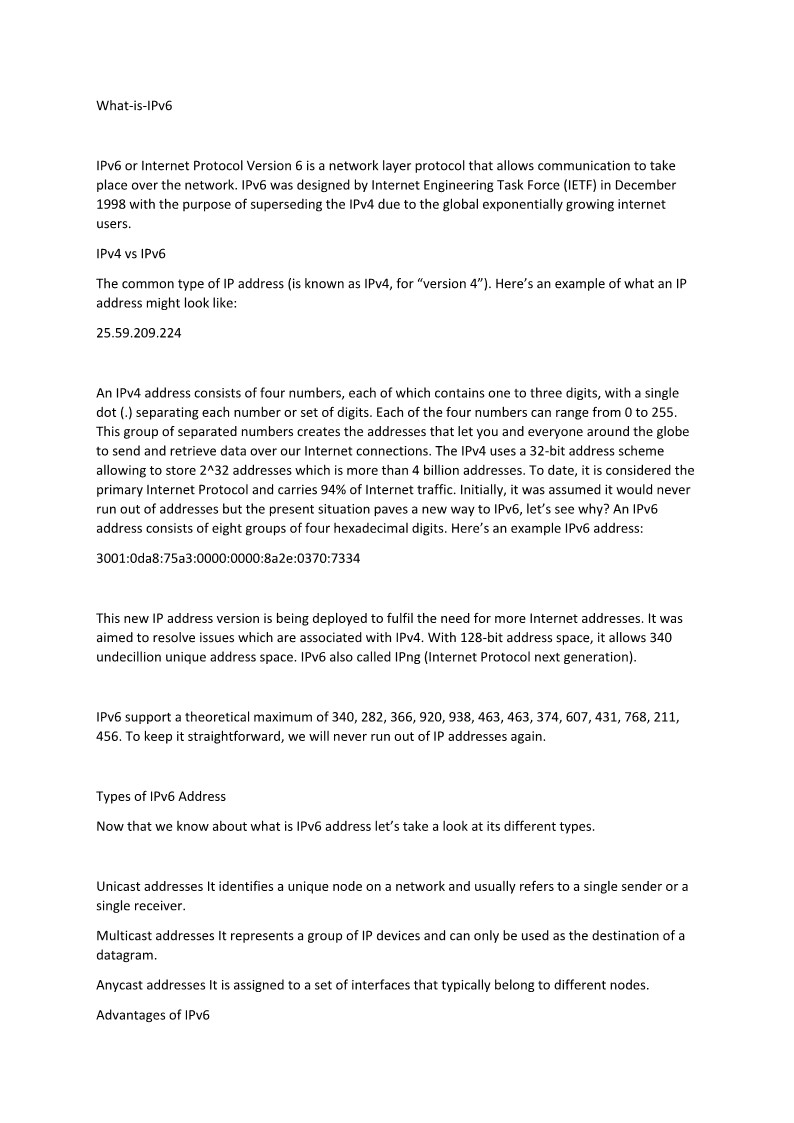 What-is-IPv6
IPv6 or Internet Protocol Version 6 is a network layer protocol that allows communication to take
place over the network. IPv6 was designed by Internet Engineering Task Force (IETF) in December
1998 with the purpose of superseding the IPv4 due to the global exponentially growing internet
users.
IPv4 vs IPv6
The common type of IP address (is known as IPv4, for “version 4”). Here’s an example of what an IP
address might look like:
25.59.209.224
An IPv4 address consists of four numbers, each of which contains one to three digits, with a single
dot (.) separating each number or set of digits. Each of the four numbers can range from 0 to 255.
This group of separated numbers creates the addresses that let you and everyone around the globe
to send and retrieve data over our Internet connections. The IPv4 uses a 32-bit address scheme
allowing to store 2^32 addresses which is more than 4 billion addresses. To date, it is considered the
primary Internet Protocol and carries 94% of Internet traffic. Initially, it was assumed it would never
run out of addresses but the present situation paves a new way to IPv6, let’s see why? An IPv6
address consists of eight groups of four hexadecimal digits. Here’s an example IPv6 address:
3001:0da8:75a3:0000:0000:8a2e:0370:7334
This new IP address version is being deployed to fulfil the need for more Internet addresses. It was
aimed to resolve issues which are associated with IPv4. With 128-bit address space, it allows 340
undecillion unique address space. IPv6 also called IPng (Internet Protocol next generation).
IPv6 support a theoretical maximum of 340, 282, 366, 920, 938, 463, 463, 374, 607, 431, 768, 211,
456. To keep it straightforward, we will never run out of IP addresses again.
Types of IPv6 Address
Now that we know about what is IPv6 address let’s take a look at its different types.
Unicast addresses It identifies a unique node on a network and usually refers to a single sender or a
single receiver.
Multicast addresses It represents a group of IP devices and can only be used as the destination of a
datagram.
Anycast addresses It is assigned to a set of interfaces that typically belong to different nodes.
Advantages of IPv6